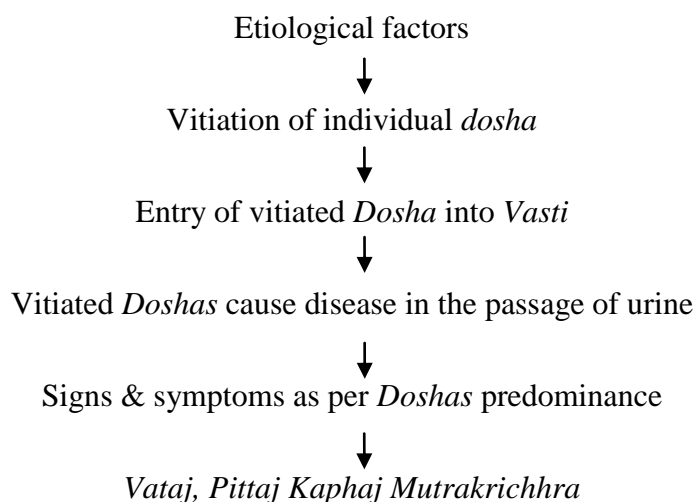 Etiological factors
Vitiation of individual dosha
Entry of vitiated Dosha into Vasti
Vitiated Doshas cause disease in the passage of urine
Signs & symptoms as per Doshas predominance
Vataj, Pittaj Kaphaj Mutrakrichhra